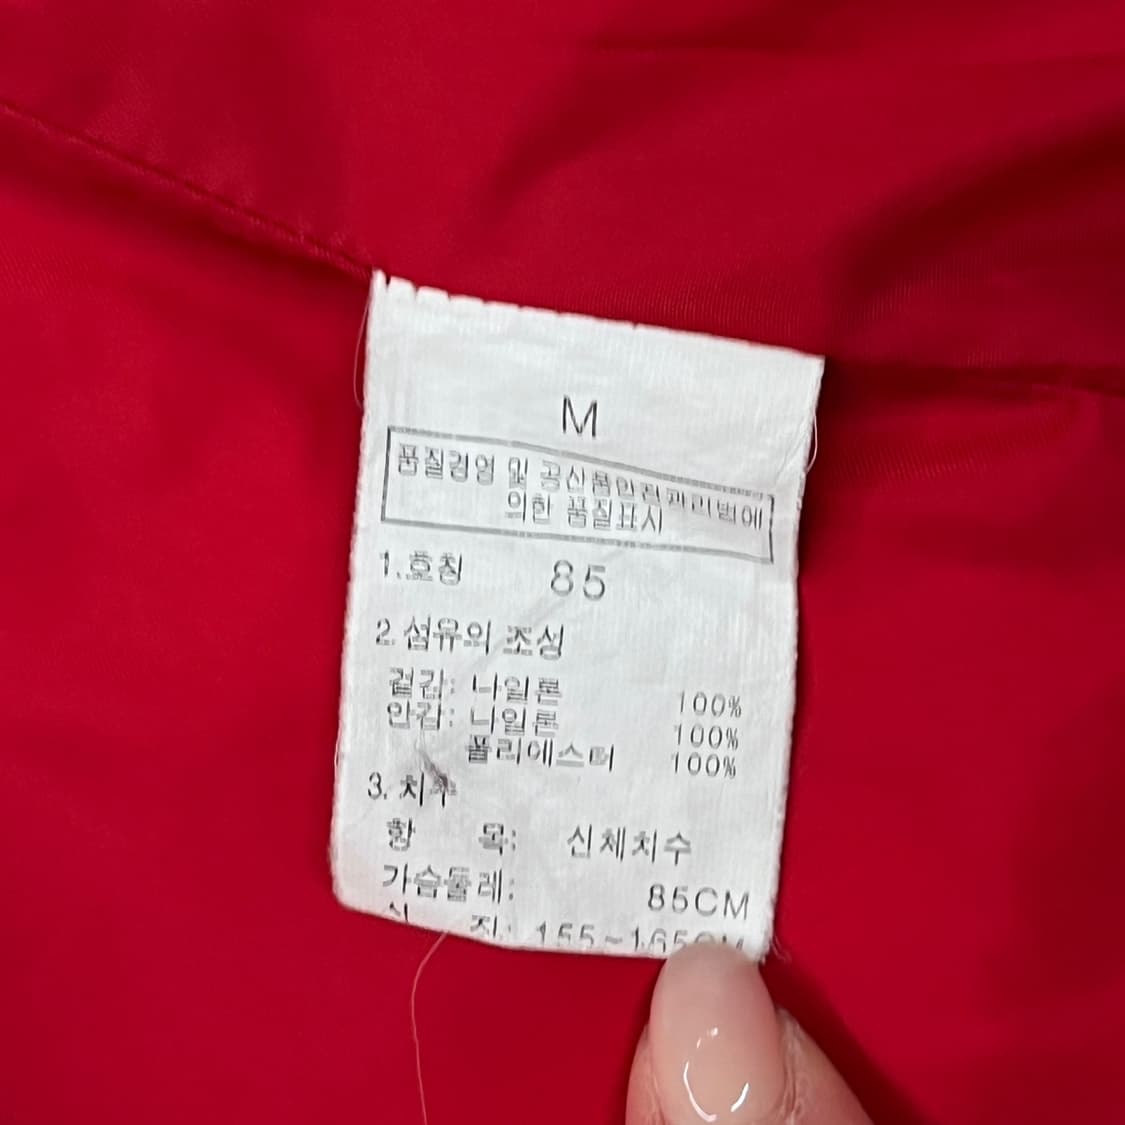 M
품질경영 및 공산품안전관리법에
의한 품질표시
1.호칭 85
2.섬유의 조성
겉감: 나일론 100%
안감: 나일론 100%
폴리에스터 100%
3.치수
항 목: 신체치수
가슴둘레: 85CM
155~165CM